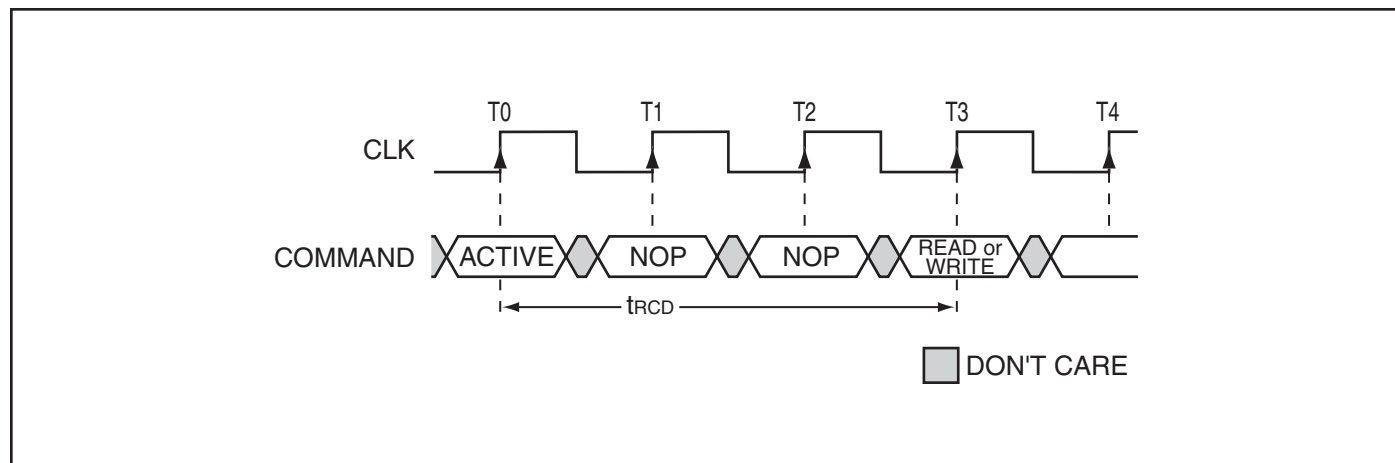 T0 T1 T2 T3 T4
CLK
COMMAND ACTIVE NOP NOP READ or
WRITE
tRCD
DON'T CARE